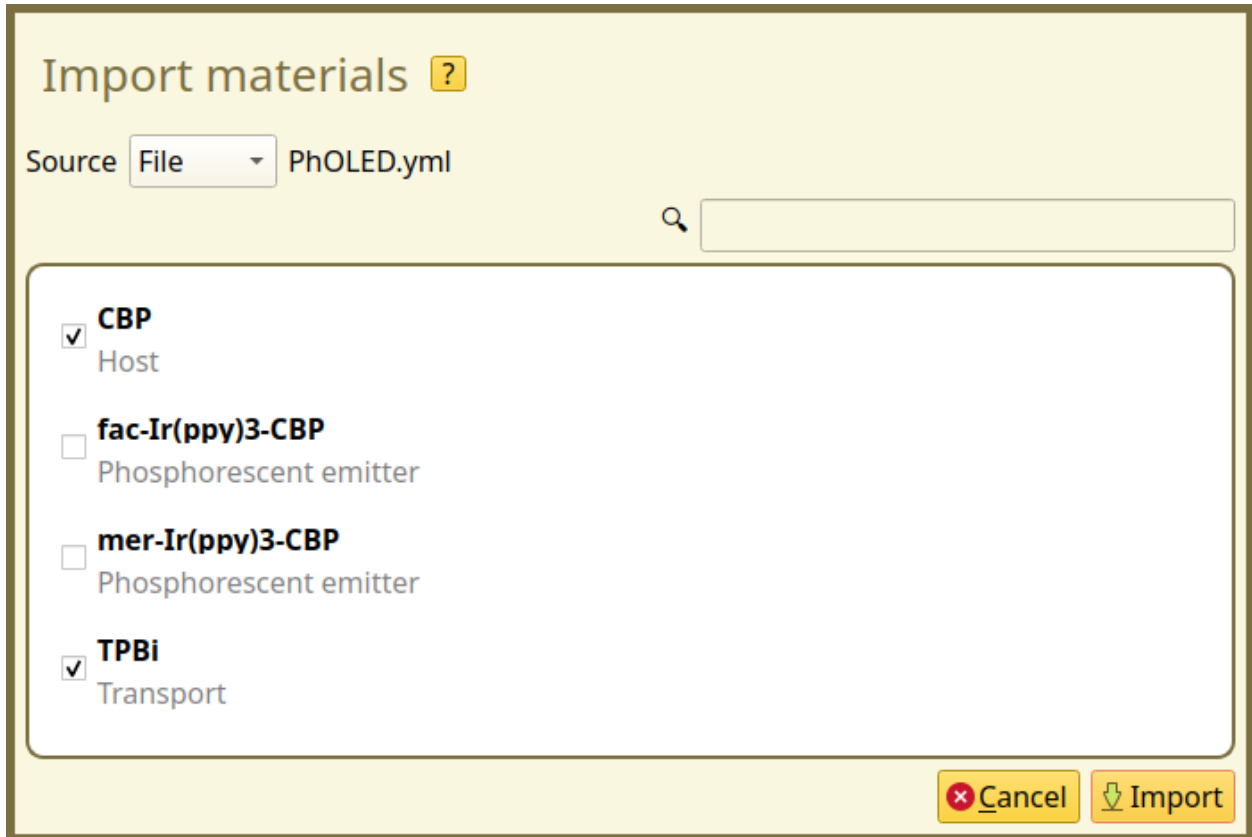 Import materials ?
Source File PhOLED.yml
CBP
Host
fac-Ir(ppy)3-CBP
Phosphorescent emitter
mer-Ir(ppy)3-CBP
Phosphorescent emitter
TPBi
Transport
Cancel Import